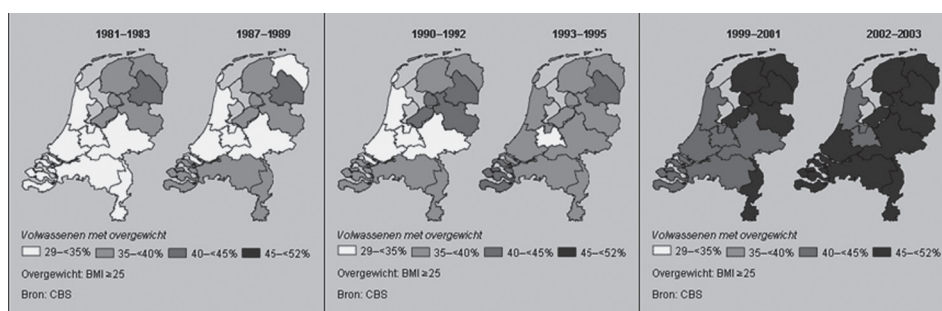 1981–1983 1987–1989
Volwassenen met overgewicht
29–<35% 35–<40% 40–<45% 45–<52%
Overgewicht: BMI ≥25
Bron: CBS
1990–1992 1993–1995
Volwassenen met overgewicht
29–<35% 35–<40% 40–<45% 45–<52%
Overgewicht: BMI ≥25
Bron: CBS
1999–2001 2002–2003
Volwassenen met overgewicht
29–<35% 35–<40% 40–<45% 45–<52%
Overgewicht: BMI ≥25
Bron: CBS